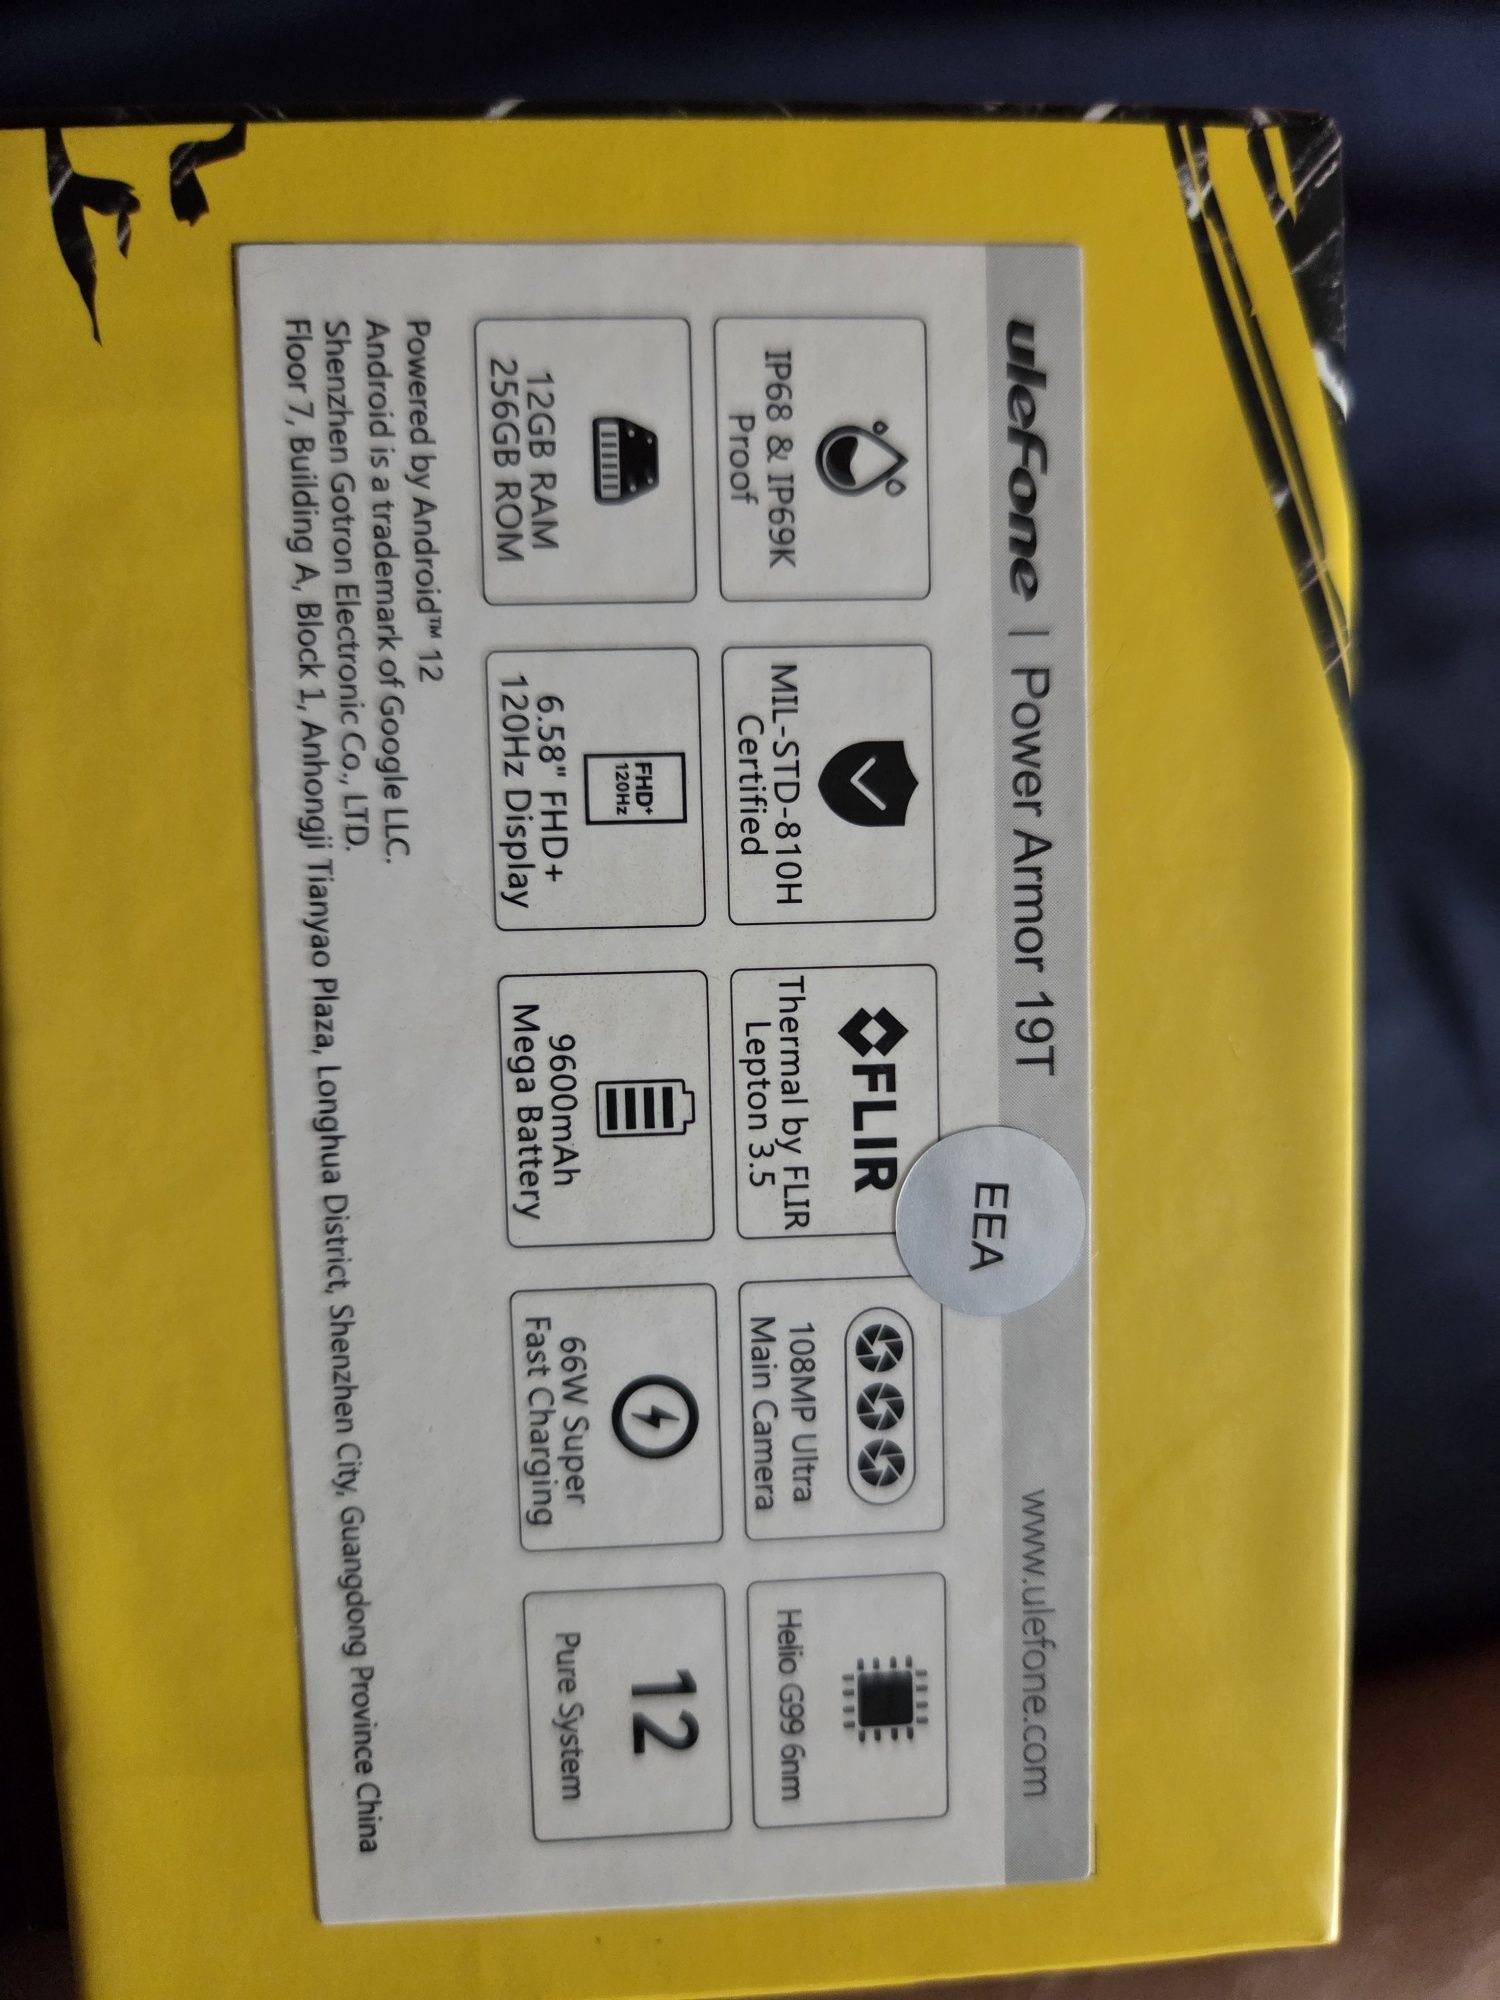 ulefone | Power Armor 19T
www.ulefone.com
EEA
IP68 & IP69K
Proof
MIL-STD-810H
Certified
FLIR
Thermal by FLIR
Lepton 3.5
108MP Ultra
Main Camera
Helio G99 6nm
12GB RAM
256GB ROM
FHD+
120Hz
6.58" FHD+
120Hz Display
9600mAh
Mega Battery
66W Super
Fast Charging
12
Pure System
Powered by Android™ 12
Android is a trademark of Google LLC.
Shenzhen Gotron Electronic Co., LTD.
Floor 7, Building A, Block 1, Anhongji Tianyao Plaza, Longhua District, Shenzhen City, Guangdong Province China